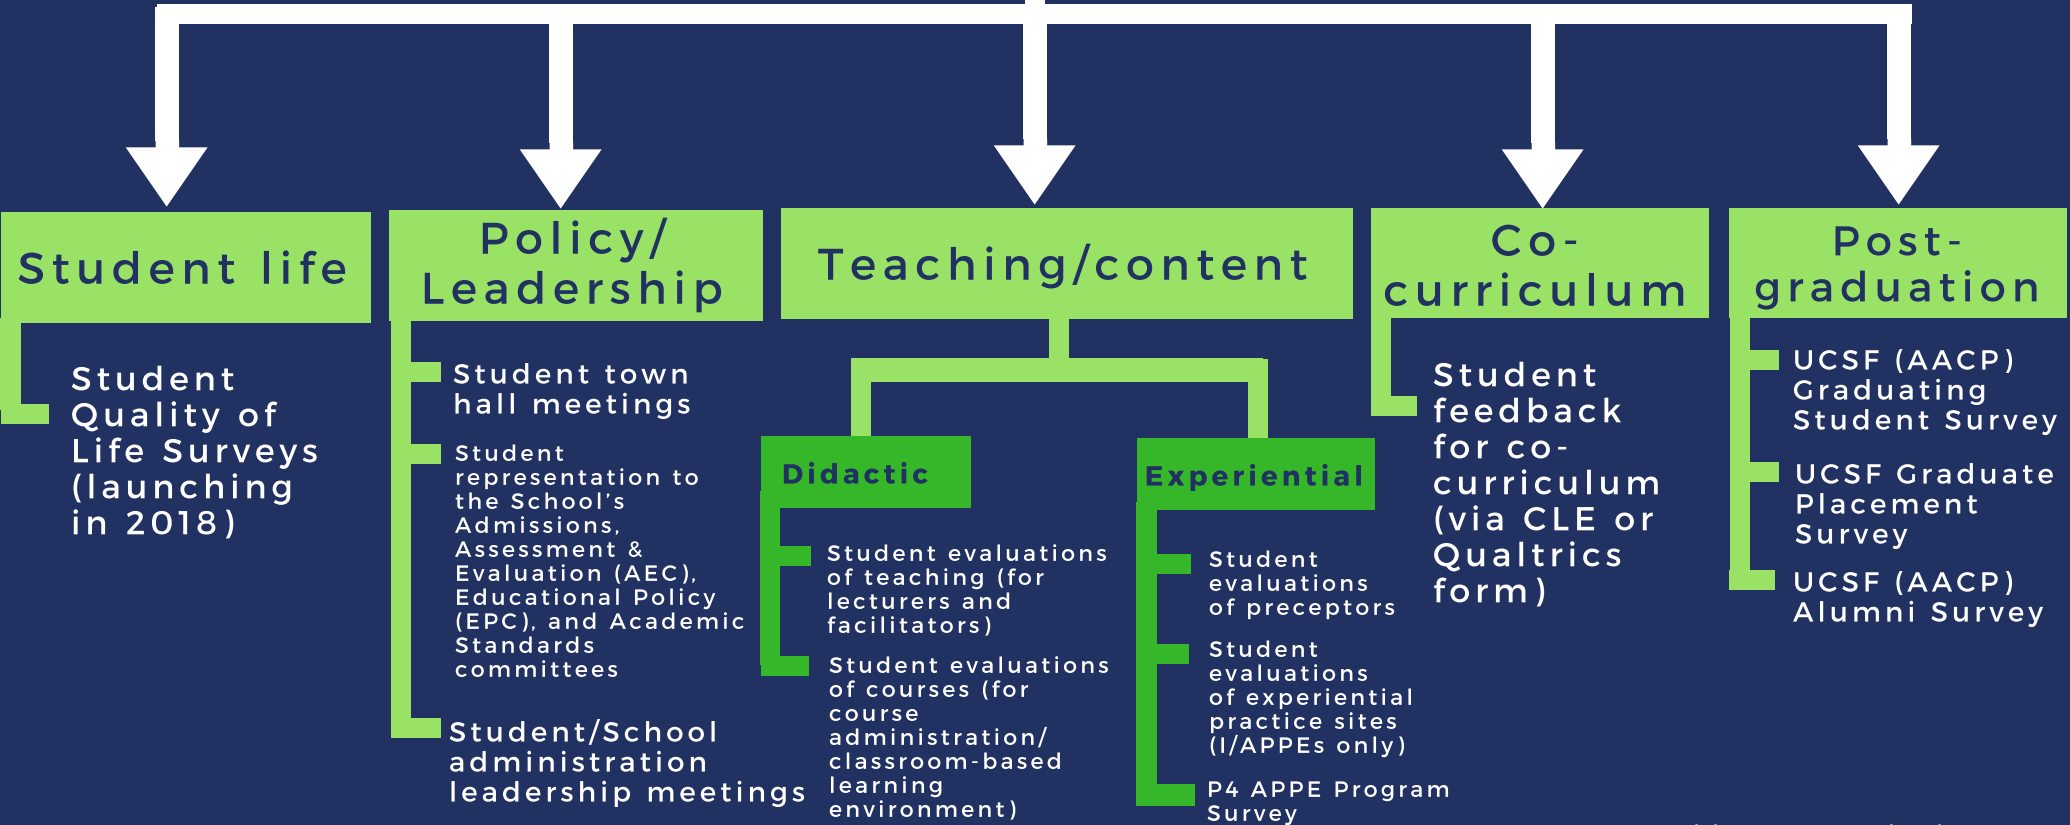 Student life
Policy/
Leadership
Teaching/content
Co-
curriculum
Post-
graduation
Student
Quality of
Life Surveys
(launching
in 2018)
Student town
hall meetings
Student
representation to
the School's
Admissions,
Assessment &
Evaluation (AEC),
Educational Policy
(EPC), and Academic
Standards
committees
Student/School
administration
leadership meetings
Didactic
Student evaluations
of teaching (for
lecturers and
facilitators)
Student evaluations
of courses (for
course
administration/
classroom-based
learning
environment)
Experiential
Student
evaluations
of preceptors
Student
evaluations
of experiential
practice sites
(I/APPEs only)
P4 APPE Program
Survey
Student
feedback
for co-
curriculum
(via CLE or
Qualtrics
form)
UCSF (AACP)
Graduating
Student Survey
UCSF Graduate
Placement
Survey
UCSF (AACP)
Alumni Survey